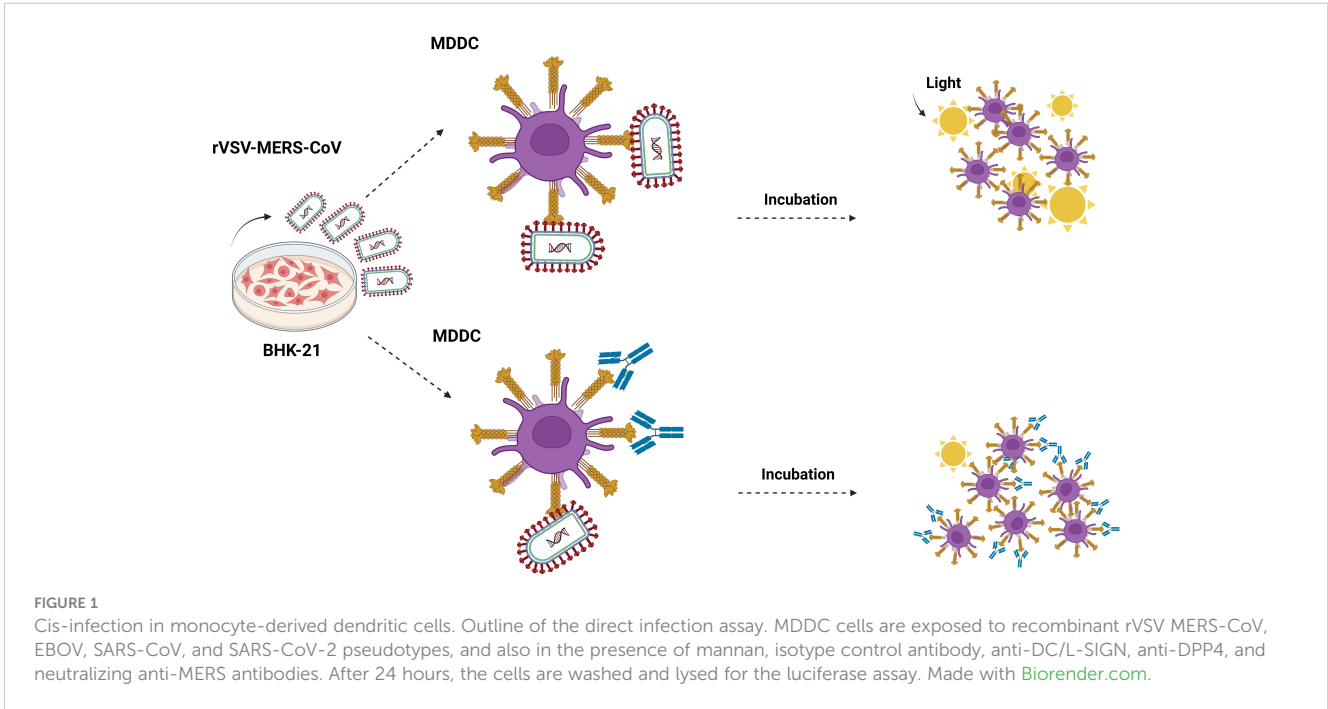 MDDC
Light
rVSV-MERS-CoV
Incubation
BHK-21
MDDC
Incubation
FIGURE 1
Cis-infection in monocyte-derived dendritic cells. Outline of the direct infection assay. MDDC cells are exposed to recombinant rVSV MERS-CoV,
EBOV, SARS-CoV, and SARS-CoV-2 pseudotypes, and also in the presence of mannan, isotype control antibody, anti-DC/L-SIGN, anti-DPP4, and
neutralizing anti-MERS antibodies. After 24 hours, the cells are washed and lysed for the luciferase assay. Made with Biorender.com.